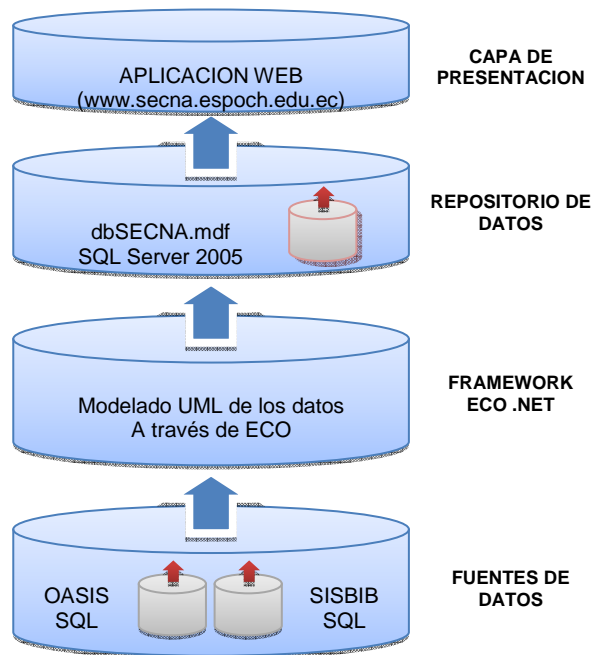 APLICACION WEB
(www.secna.espoch.edu.ec)
CAPA DE
PRESENTACION
dbSECNA.mdf
SQL Server 2005
REPOSITORIO DE
DATOS
Modelado UML de los datos
A través de ECO
FRAMEWORK
ECO .NET
OASIS
SQL
SISBIB
SQL
FUENTES DE
DATOS